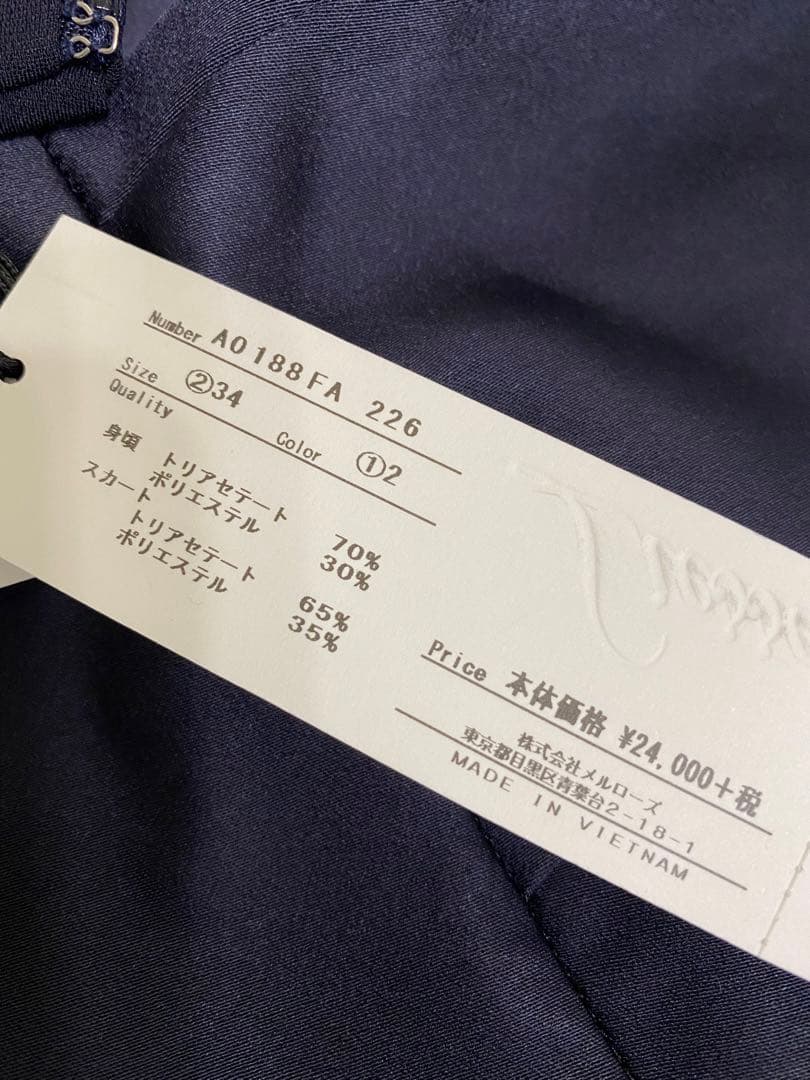 Number A0188FA 226
Size ②34
Color ①2
Quality
身頃 トリアセテート 70%
ポリエステル 30%
スカート
トリアセテート 65%
ポリエステル 35%
Price 本体価格 ¥24,000+税
株式会社メルローズ
東京都目黒区青葉台2-18-1
MADE IN VIETNAM